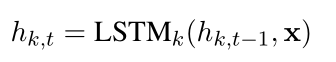 h_{k,t} = LSTM_k(h_{k,t−1}, x)